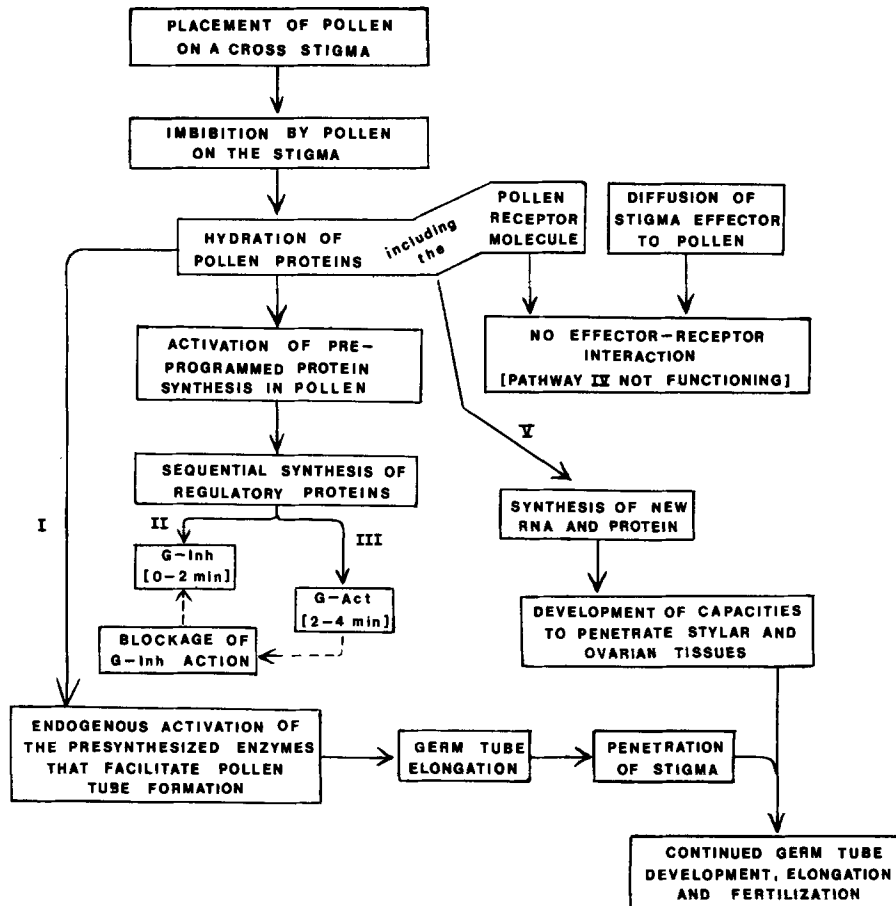 PLACEMENT OF POLLEN
ON A CROSS STIGMA
IMBIBITION BY POLLEN
ON THE STIGMA
HYDRATION OF
POLLEN PROTEINS
including
the
POLLEN
RECEPTOR
MOLECULE
DIFFUSION OF
STIGMA EFFECTOR
TO POLLEN
ACTIVATION OF PRE-
PROGRAMMED PROTEIN
SYNTHESIS IN POLLEN
NO EFFECTOR-RECEPTOR
INTERACTION
[PATHWAY IV NOT FUNCTIONING]
SEQUENTIAL SYNTHESIS OF
REGULATORY PROTEINS
V
SYNTHESIS OF NEW
RNA AND PROTEIN
I
II
III
G-Inh
[0-2 min]
G-Act
[2-4 min]
BLOCKAGE OF
G-Inh ACTION
DEVELOPMENT OF CAPACITIES
TO PENETRATE STYLAR AND
OVARIAN TISSUES
ENDOGENOUS ACTIVATION OF
THE PRESYNTHESIZED ENZYMES
THAT FACILITATE POLLEN
TUBE FORMATION
GERM TUBE
ELONGATION
PENETRATION
OF STIGMA
CONTINUED GERM TUBE
DEVELOPMENT, ELONGATION
AND FERTILIZATION